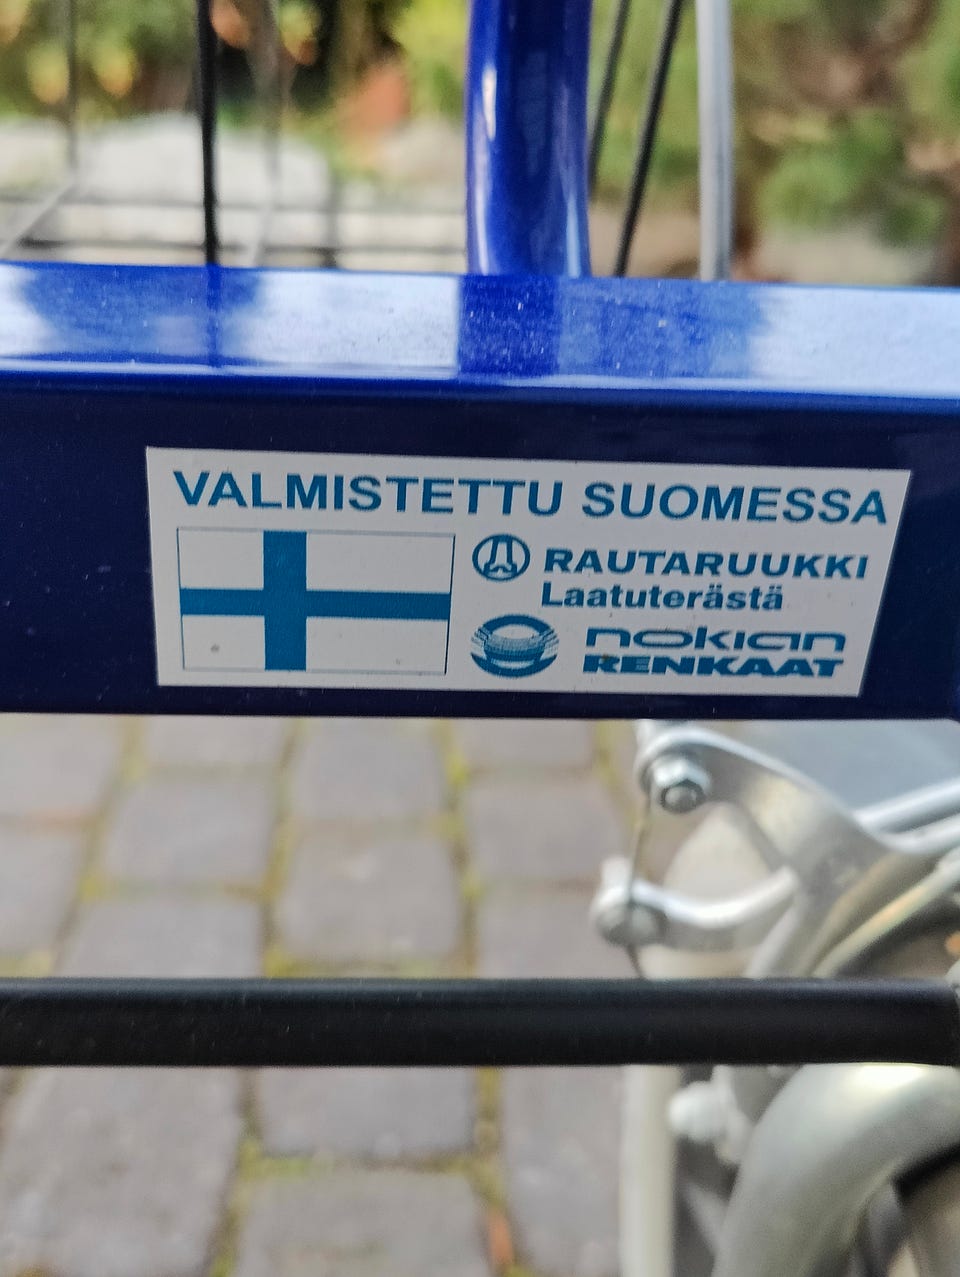 VALMISTETTU SUOMESSA
RAUTARUUKKI
Laatuterästä
nokian
RENKAAT